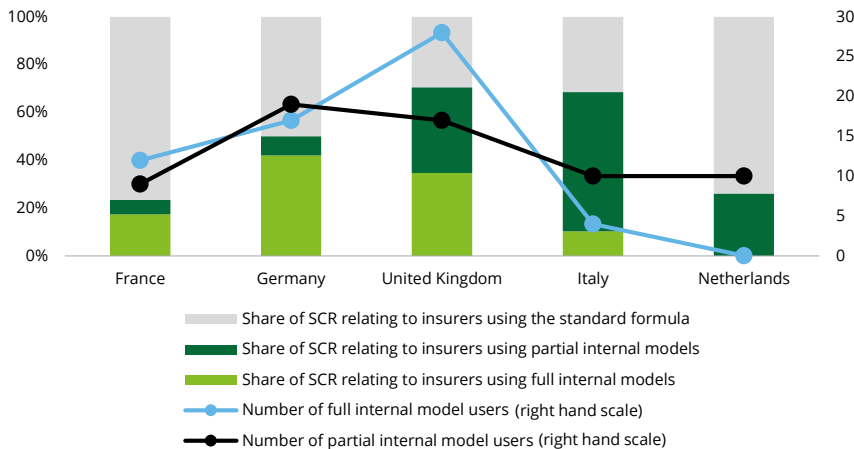 100%
80%
60%
40%
20%
0%
30
25
20
15
10
5
0
France
Germany
United Kingdom
Italy
Netherlands
Share of SCR relating to insurers using the standard formula
Share of SCR relating to insurers using partial internal models
Share of SCR relating to insurers using full internal models
Number of full internal model users (right hand scale)
Number of partial internal model users (right hand scale)